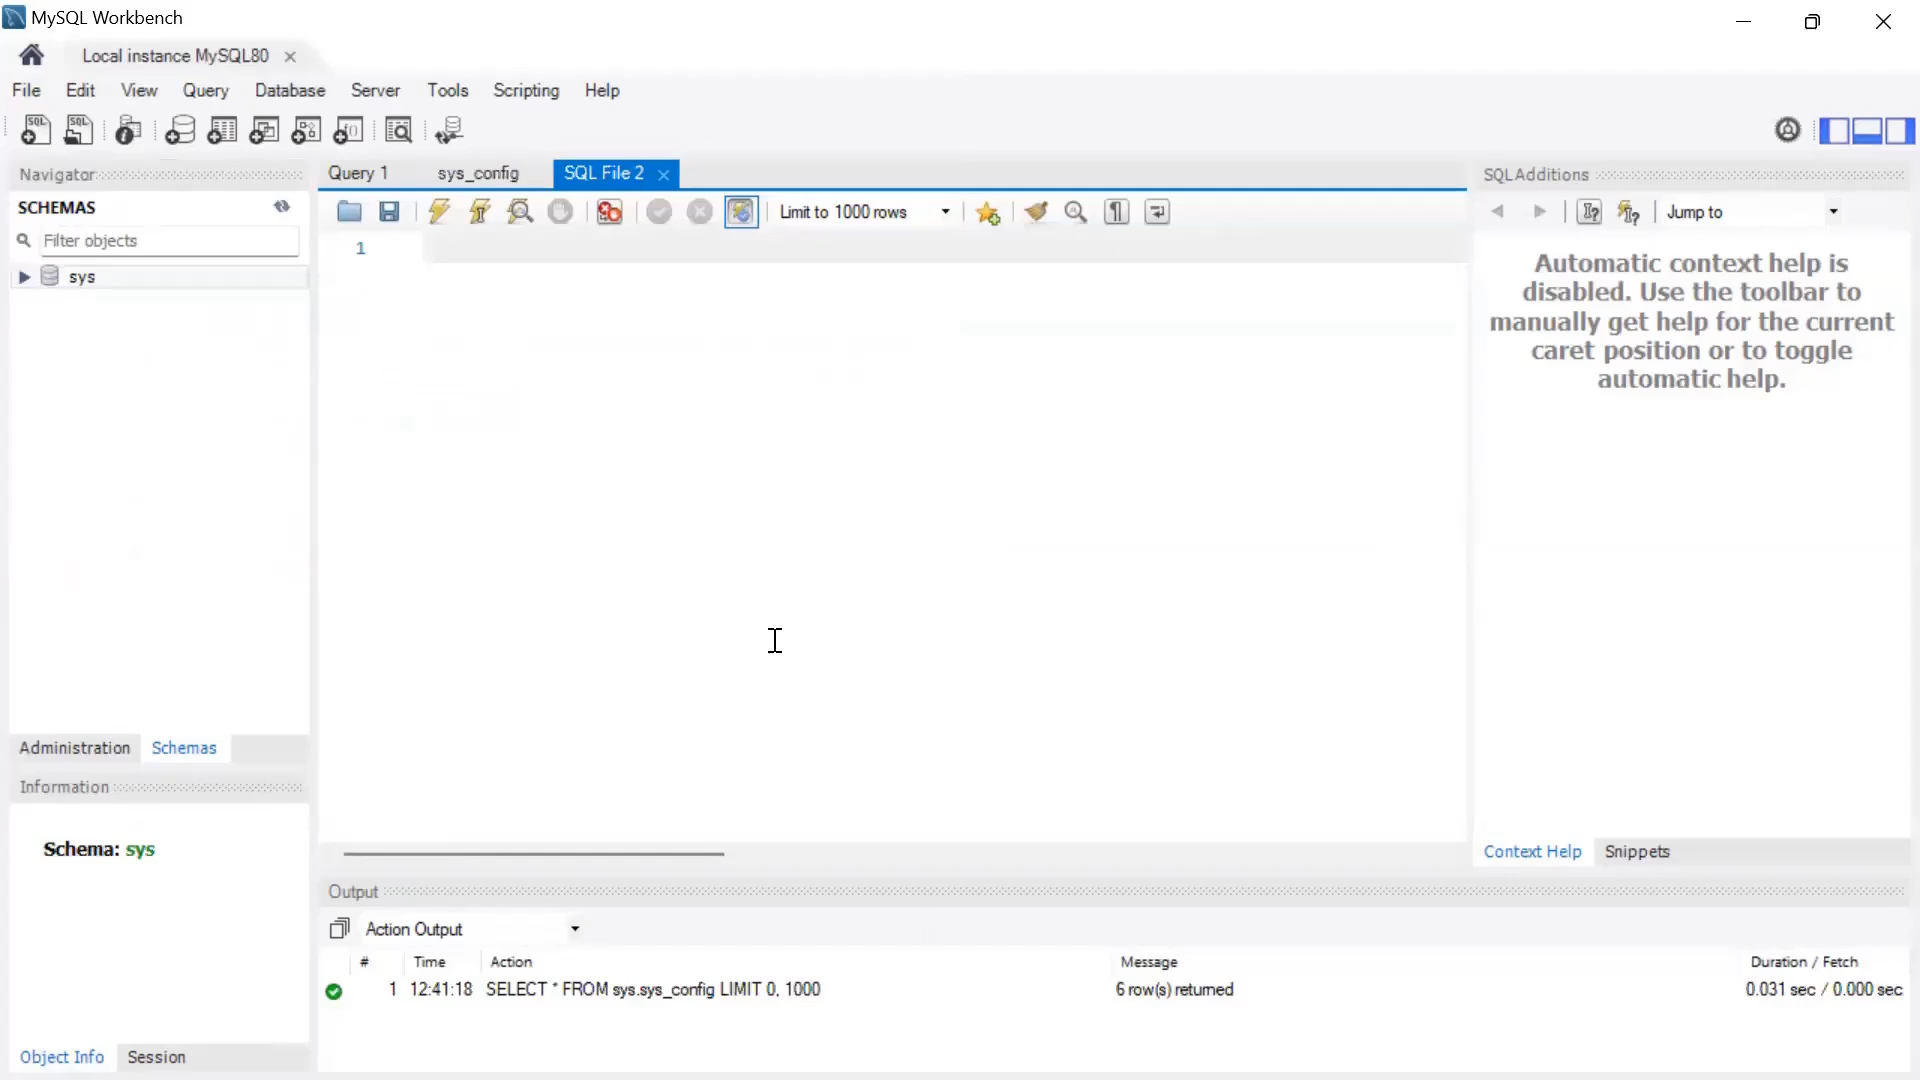 MySQL Workbench
Local instance MySQL80
File Edit View Query Database Server Tools Scripting Help
Navigator
SCHEMAS
Filter objects
sys
Administration Schemas
Information
Schema: sys
Object Info Session
Query 1 sys_config SQL File 2
Limit to 1000 rows
1
SQLAdditions
Jump to
Automatic context help is
disabled. Use the toolbar to
manually get help for the current
caret position or to toggle
automatic help.
Context Help Snippets
Output
Action Output
# Time Action Message Duration / Fetch
1 12:41:18 SELECT * FROM sys.sys_config LIMIT 0, 1000 6 row(s) returned 0.031 sec / 0.000 sec